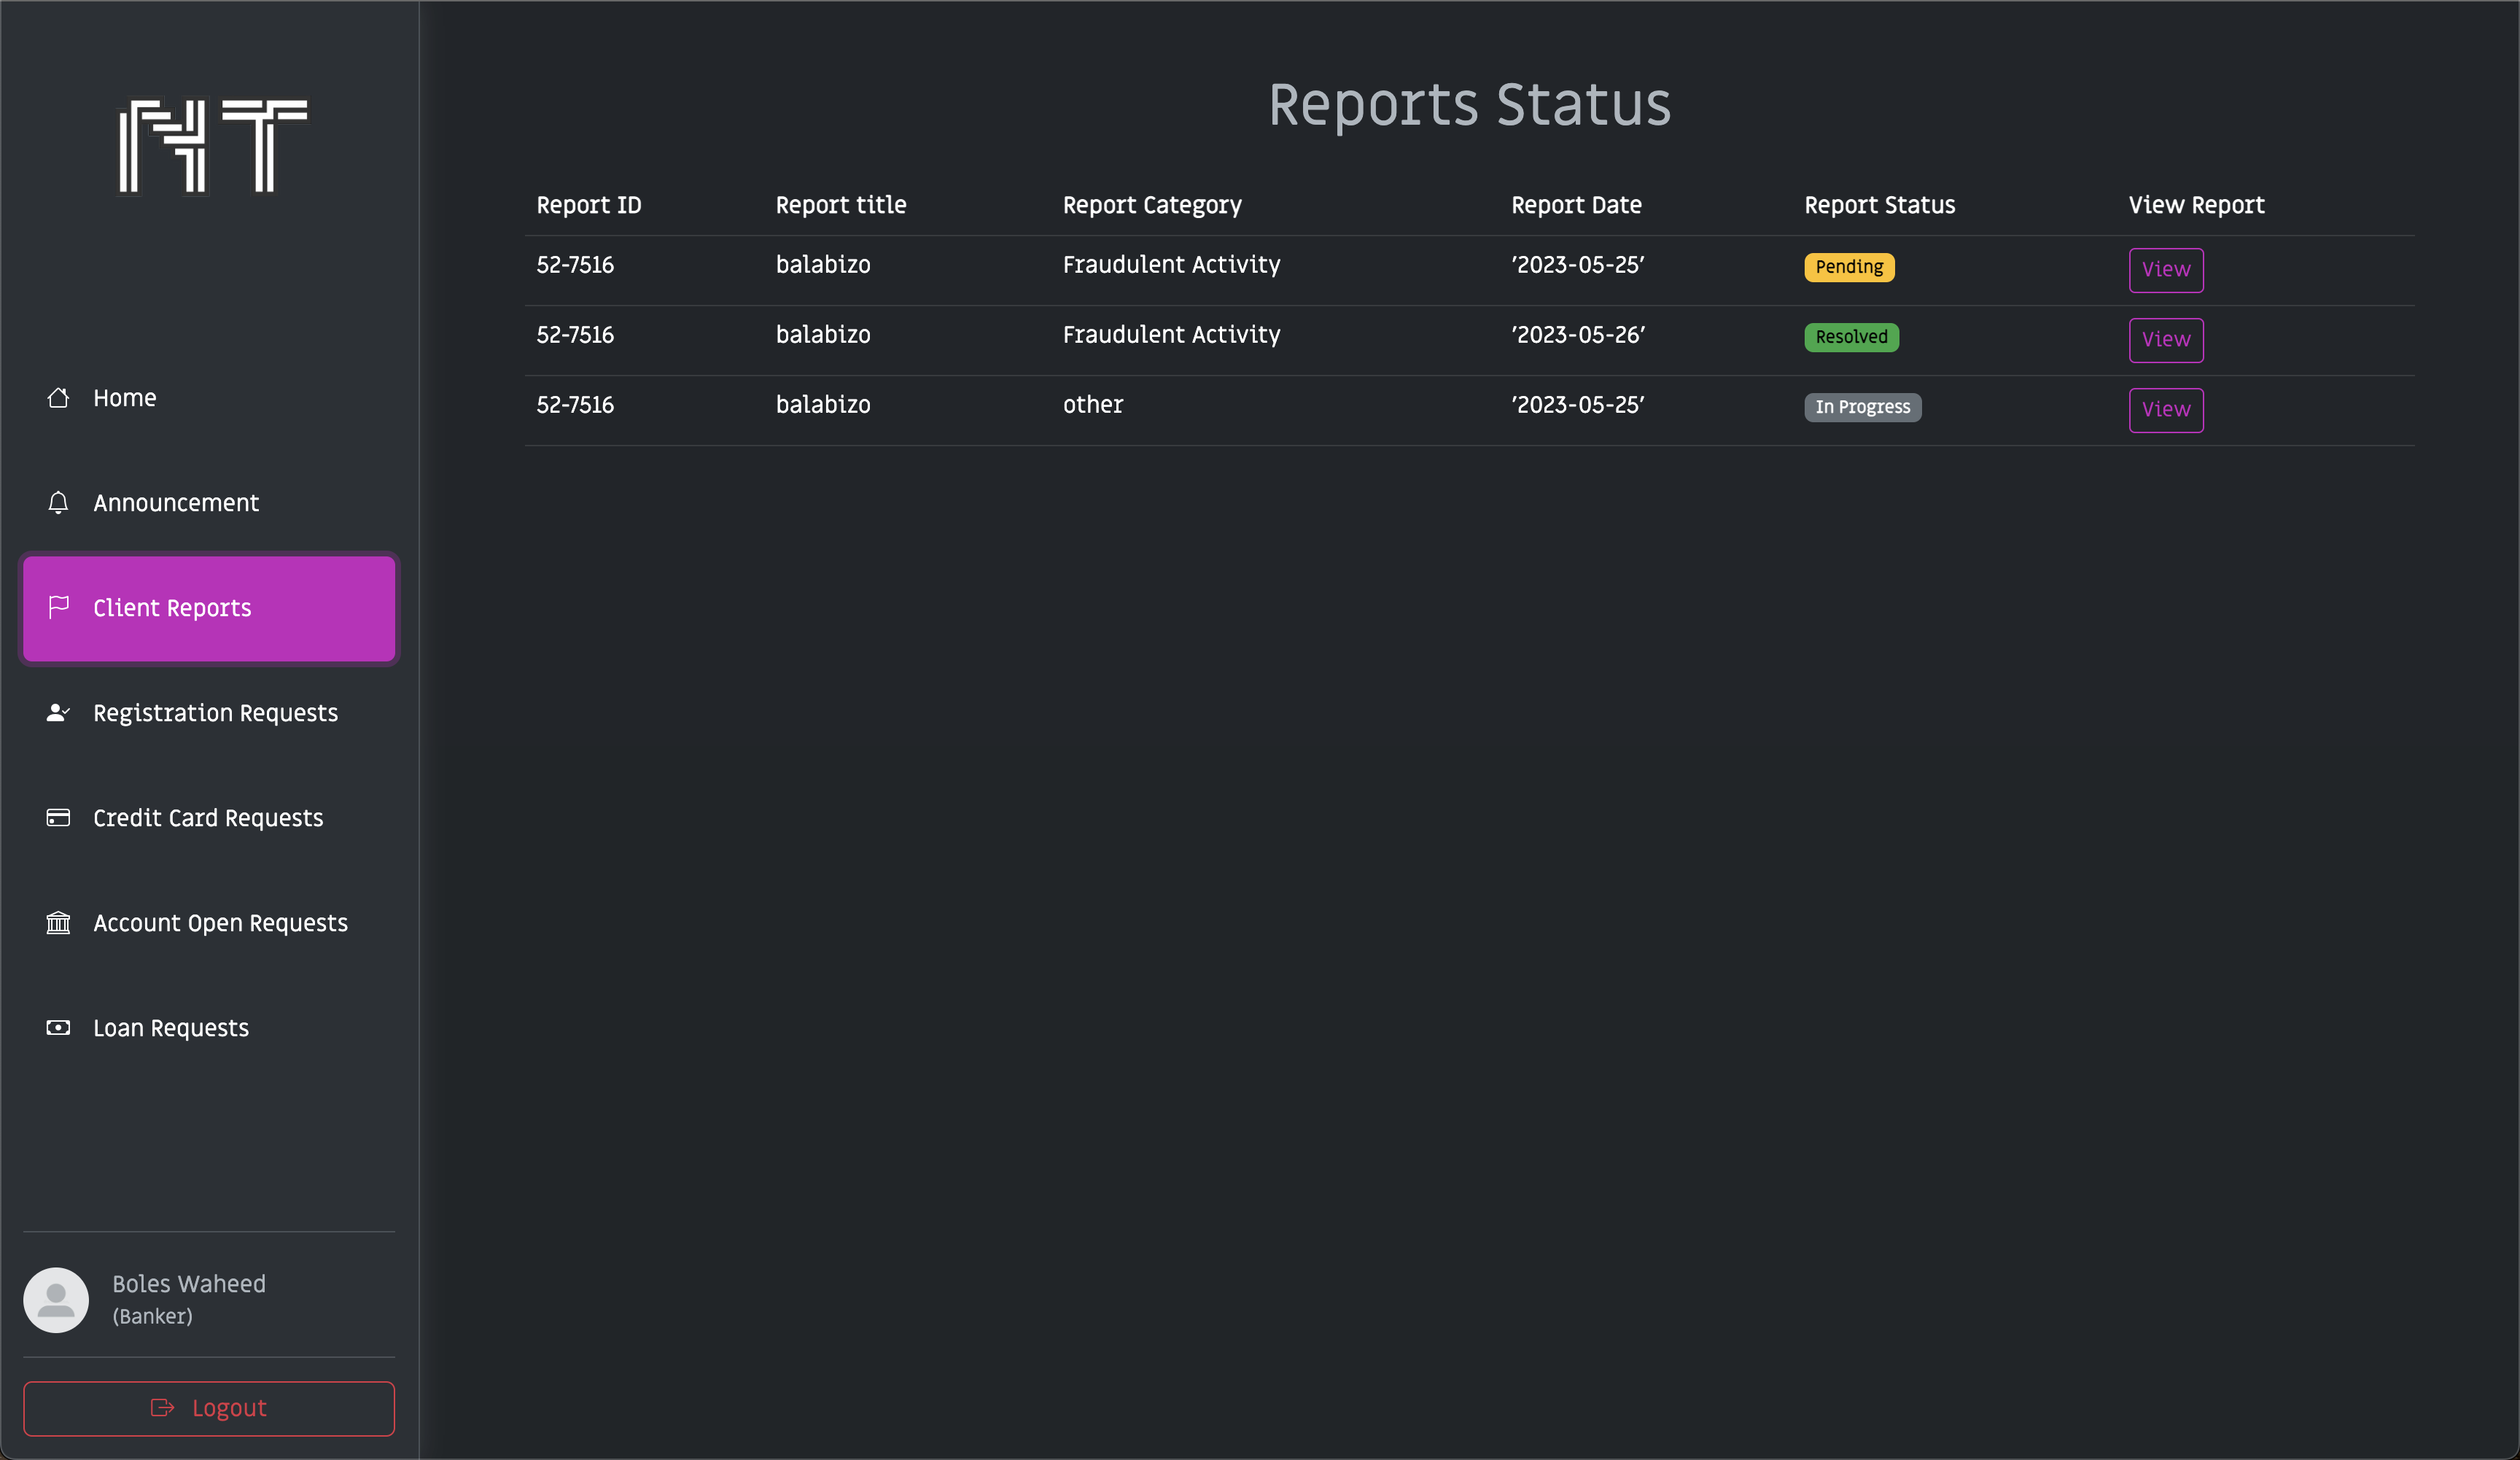 NT
Reports Status
Report ID Report title Report Category Report Date Report Status View Report
52-7516 balabizo Fraudulent Activity '2023-05-25' Pending View
52-7516 balabizo Fraudulent Activity '2023-05-26' Resolved View
52-7516 balabizo other '2023-05-25' In Progress View
Home
Announcement
Client Reports
Registration Requests
Credit Card Requests
Account Open Requests
Loan Requests
Boles Waheed
(Banker)
Logout